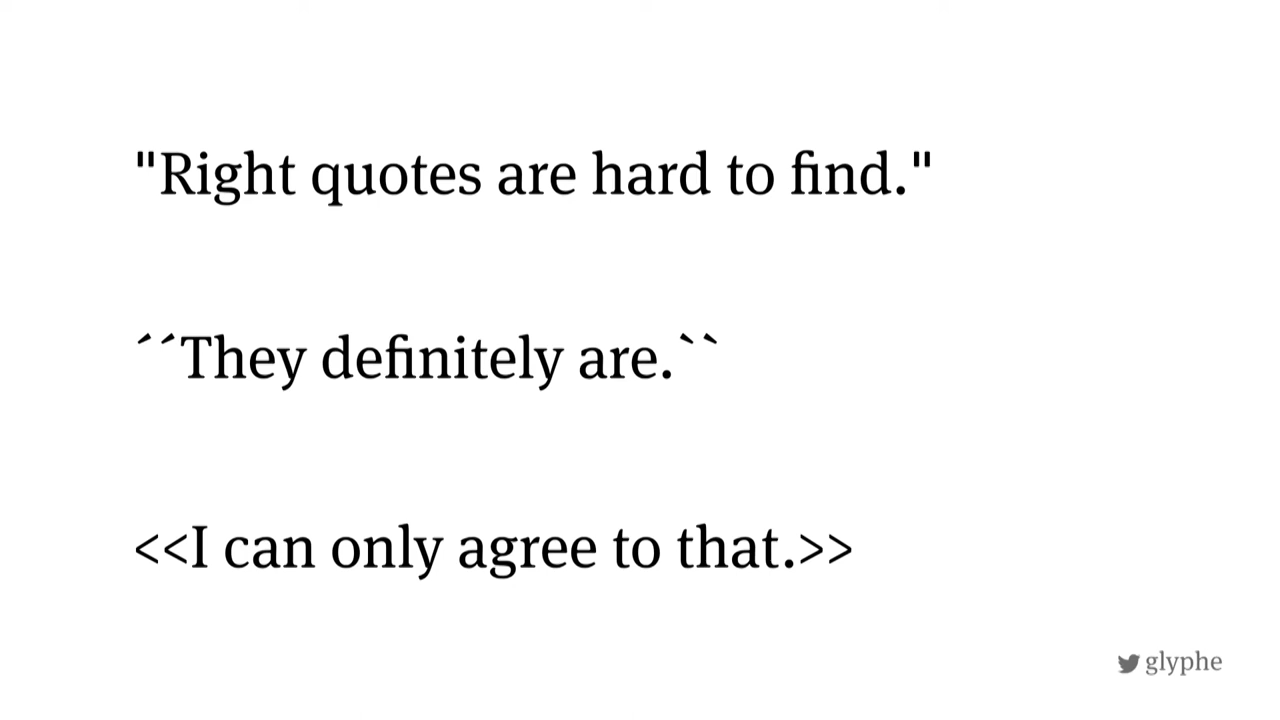 "Right quotes are hard to find."
´´They definitely are.``
<<I can only agree to that.>>
glyphe